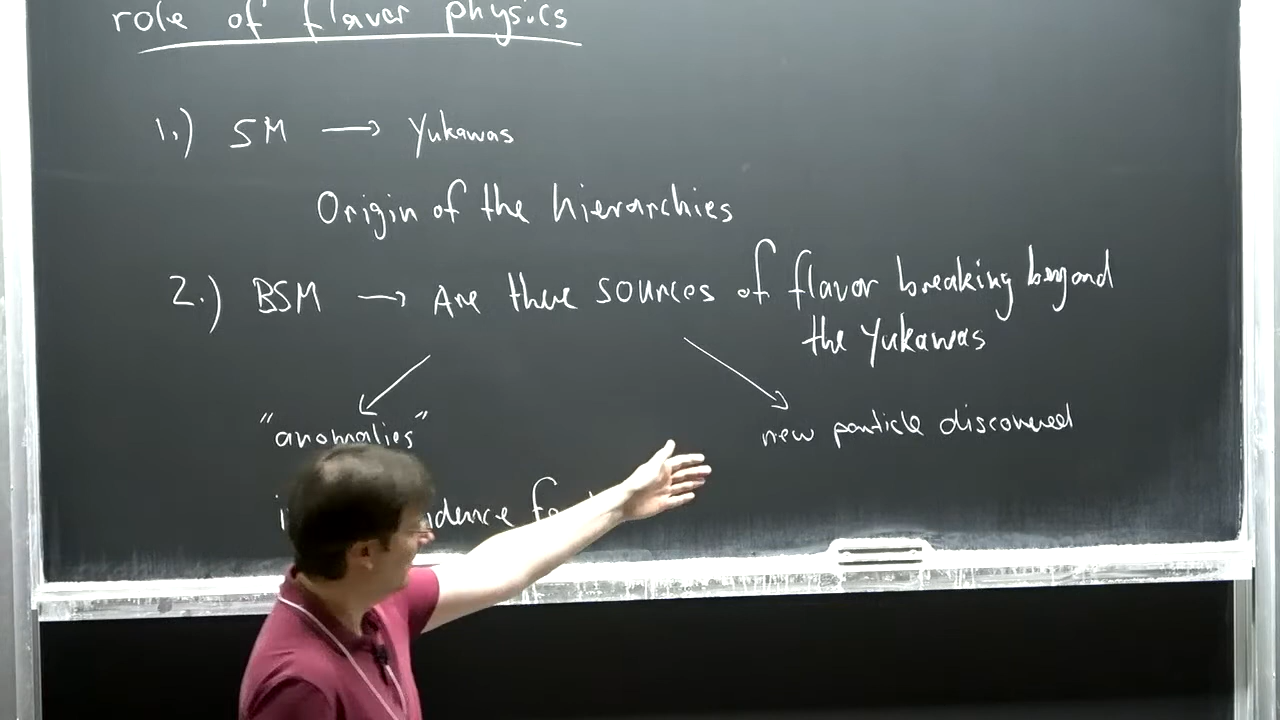 role of flavor physics
1.) SM → Yukawas
Origin of the hierarchies
2.) BSM → Are there sources of flavor breaking beyond
the Yukawas
"anomalies"
new particle discovered